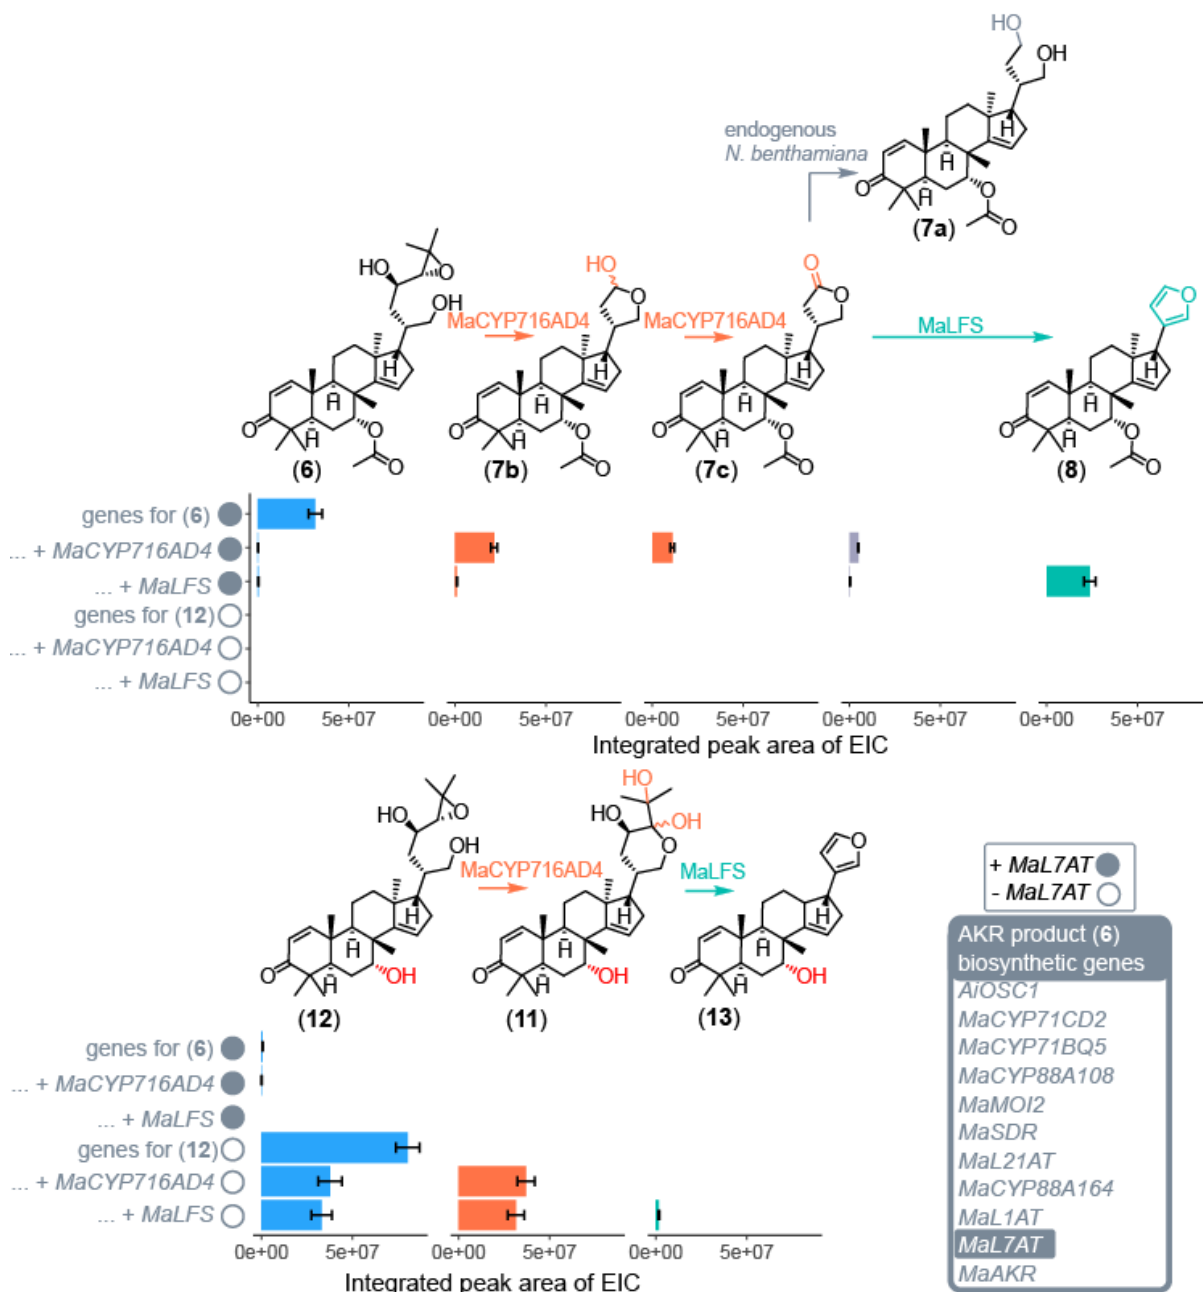 HO
OH
H
H
H
O
O
O
endogenous
N. benthamiana
(7a)
HO
O
OH
H
H
H
O
O
O
(6)
MaCYP716AD4
HO
O
H
H
H
O
O
O
(7b)
MaCYP716AD4
O
O
H
H
H
O
O
O
(7c)
MaLFS
O
H
H
H
O
O
O
(8)
genes for (6)
... + MaCYP716AD4
... + MaLFS
genes for (12)
... + MaCYP716AD4
... + MaLFS
0e+00 5e+07 0e+00 5e+07 0e+00 5e+07 0e+00 5e+07 0e+00 5e+07
Integrated peak area of EIC
HO
O
OH
H
H
H
O
OH
(12)
MaCYP716AD4
HO
HO
OH
O
H
H
H
O
OH
(11)
MaLFS
O
H
H
H
O
OH
(13)
+ MaL7AT
- MaL7AT
AKR product (6)
biosynthetic genes
AiOSC1
MaCYP71CD2
MaCYP71BQ5
MaCYP88A108
MaMOI2
MaSDR
MaL21AT
MaCYP88A164
MaL1AT
MaL7AT
MaAKR
genes for (6)
... + MaCYP716AD4
... + MaLFS
genes for (12)
... + MaCYP716AD4
... + MaLFS
0e+00 5e+07 0e+00 5e+07 0e+00 5e+07
Integrated peak area of EIC